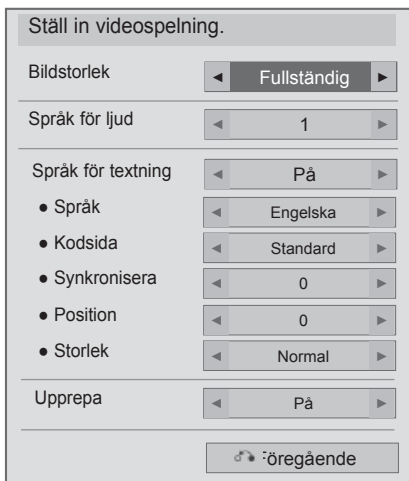 Ställ in videospelning.
Bildstorlek ◄ Fullständig ►
Språk för ljud ◄ 1 ►
Språk för textning ◄ På ►
● Språk ◄ Engelska ►
● Kodsida ◄ Standard ►
● Synkronisera ◄ 0 ►
● Position ◄ 0 ►
● Storlek ◄ Normal ►
Upprepa ◄ På ►
öregående